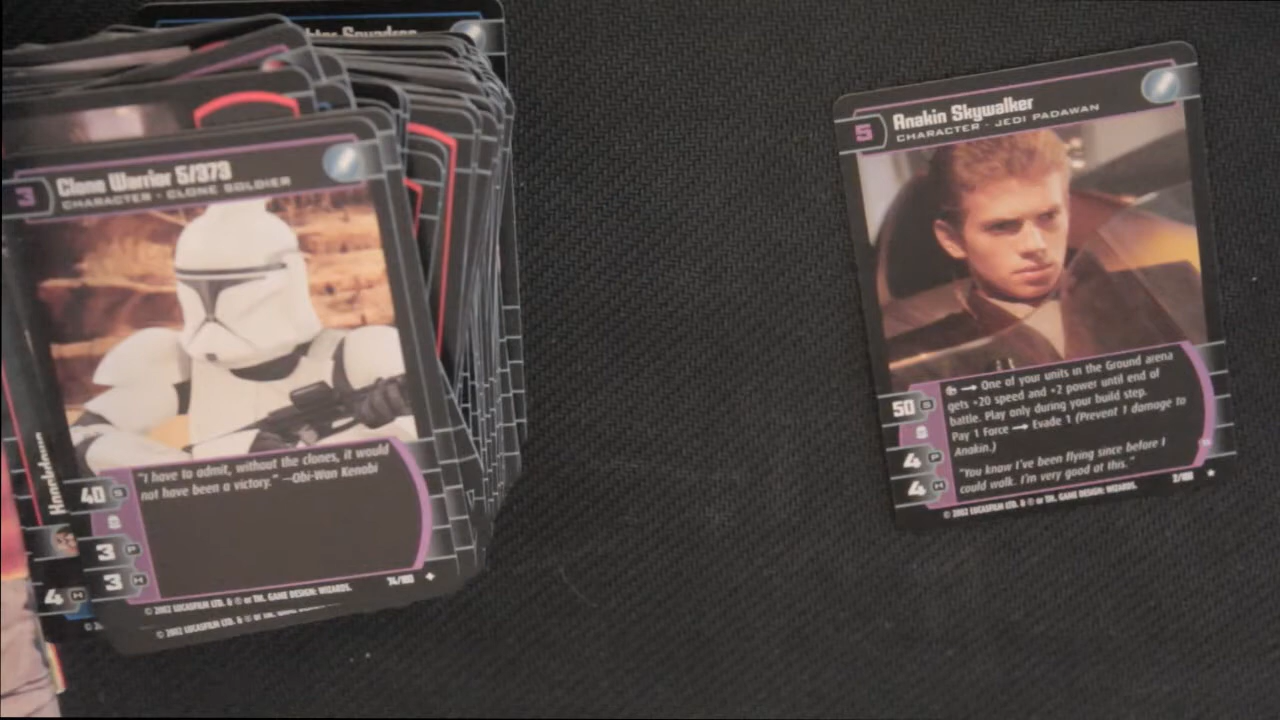 Squadron
3
Clone Warrior 5/373
CHARACTER · CLONE SOLDIER
"I have to admit, without the clones, it would
not have been a victory." —Obi-Wan Kenobi
40 S
3 P
3 H
74/180
© 2002 LUCASFILM LTD. & ® or TM. GAME DESIGN: WIZARDS.
4 H
5
Anakin Skywalker
CHARACTER · JEDI PADAWAN
→ One of your units in the Ground arena
gets +20 speed and +2 power until end of
battle. Play only during your build step.
Pay 1 Force → Evade 1 (Prevent 1 damage to
Anakin.)
"You know I've been flying since before I
could walk. I'm very good at this."
50 S
4 P
4 H
2/180
© 2002 LUCASFILM LTD. & ® or TM. GAME DESIGN: WIZARDS.